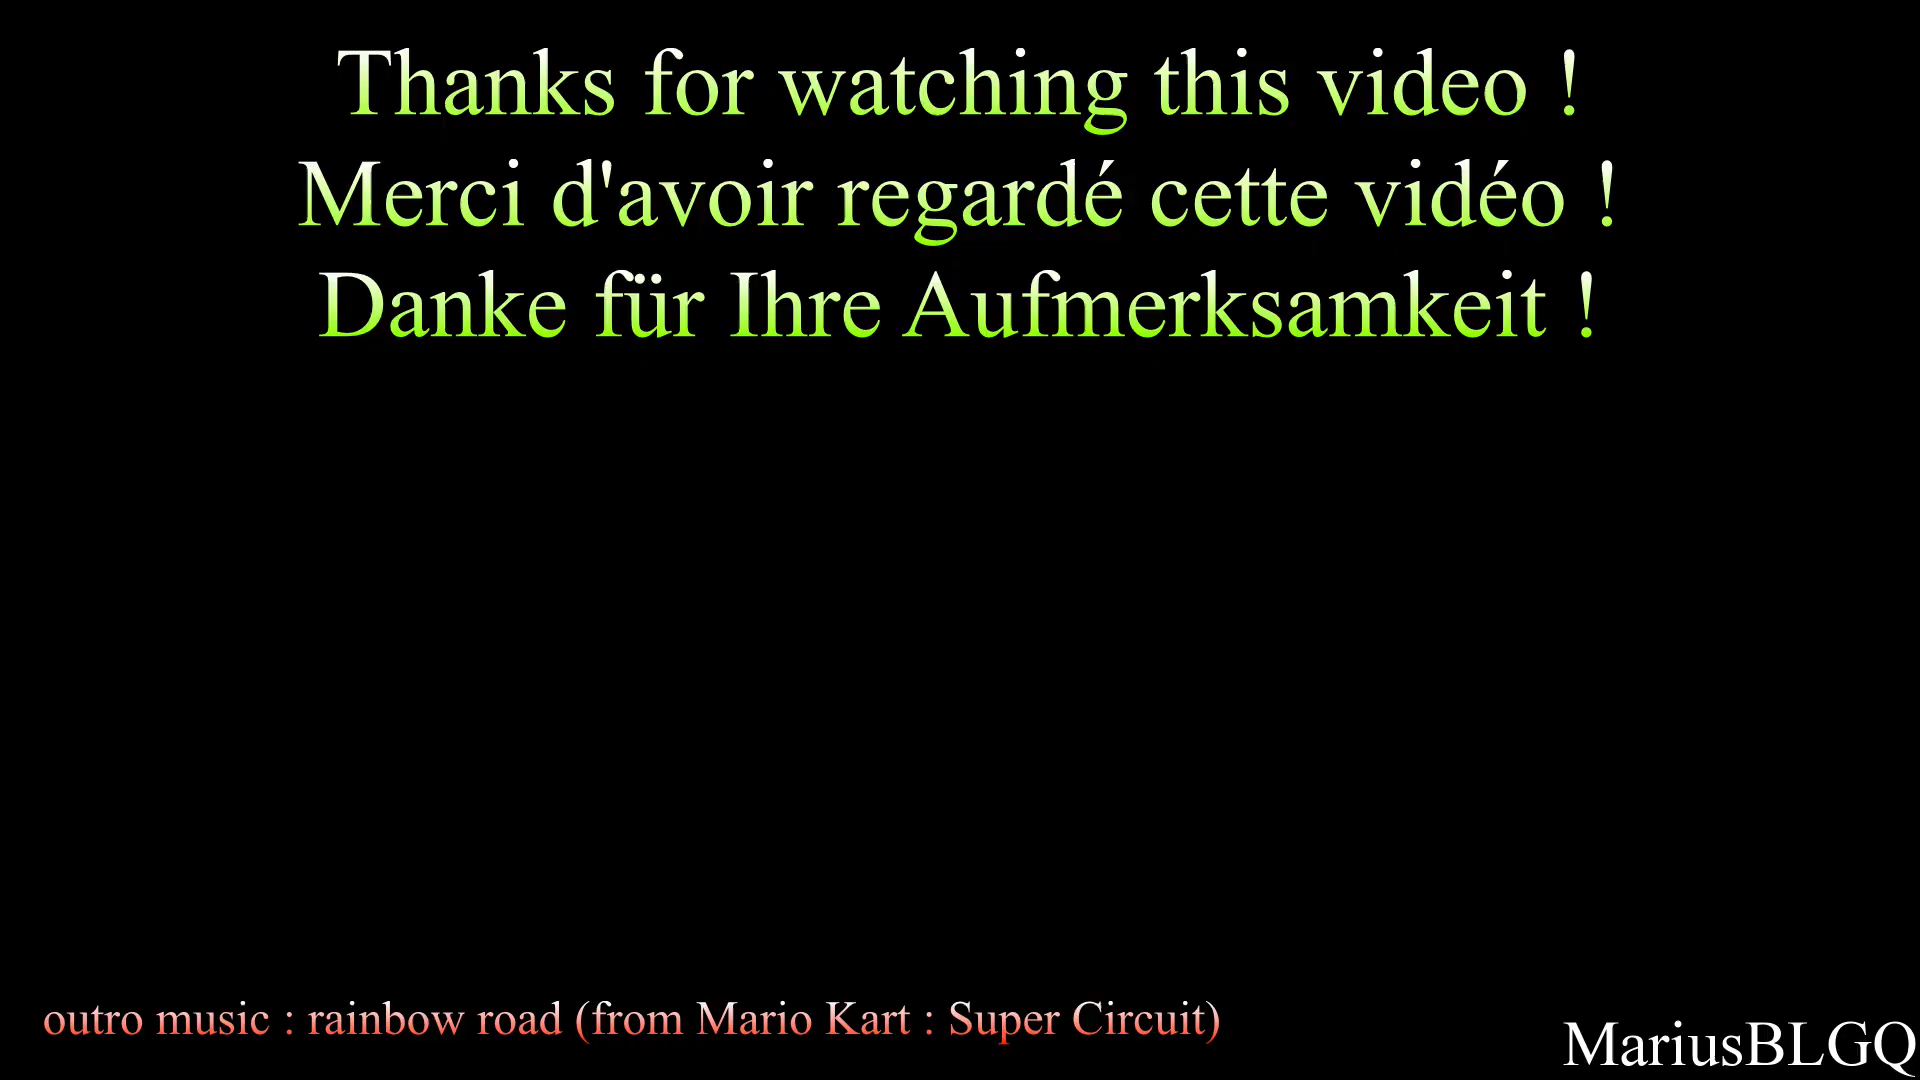 Thanks for watching this video !
Merci d'avoir regardé cette vidéo !
Danke für Ihre Aufmerksamkeit !
outro music : rainbow road (from Mario Kart : Super Circuit)
MariusBLGQ